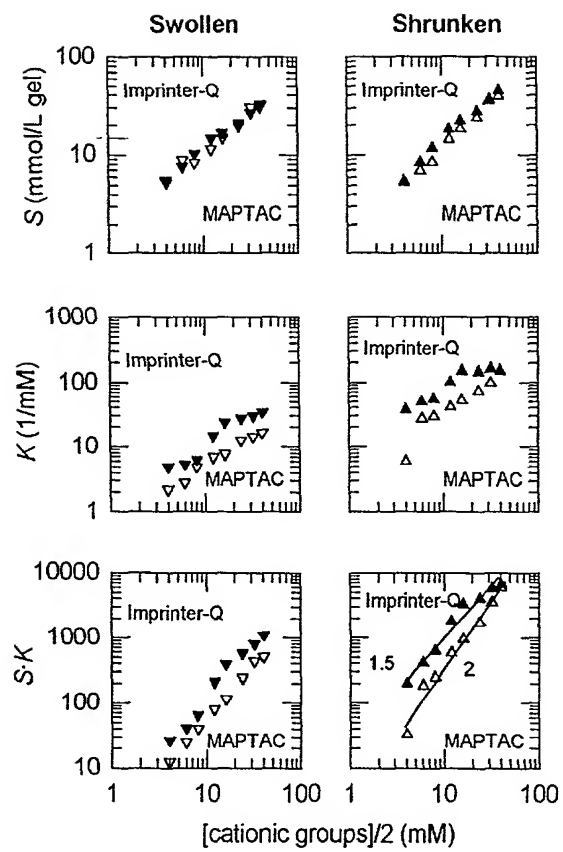 Swollen Shrunken
100
10
1
S (mmol/L gel)
Imprinter-Q
MAPTAC
Imprinter-Q
MAPTAC
1000
100
10
1
K (1/mM)
Imprinter-Q
MAPTAC
Imprinter-Q
MAPTAC
10000
1000
100
10
S·K
Imprinter-Q
MAPTAC
Imprinter-Q
1.5
2
MAPTAC
1 10 100 1 10 100
[cationic groups]/2 (mM)